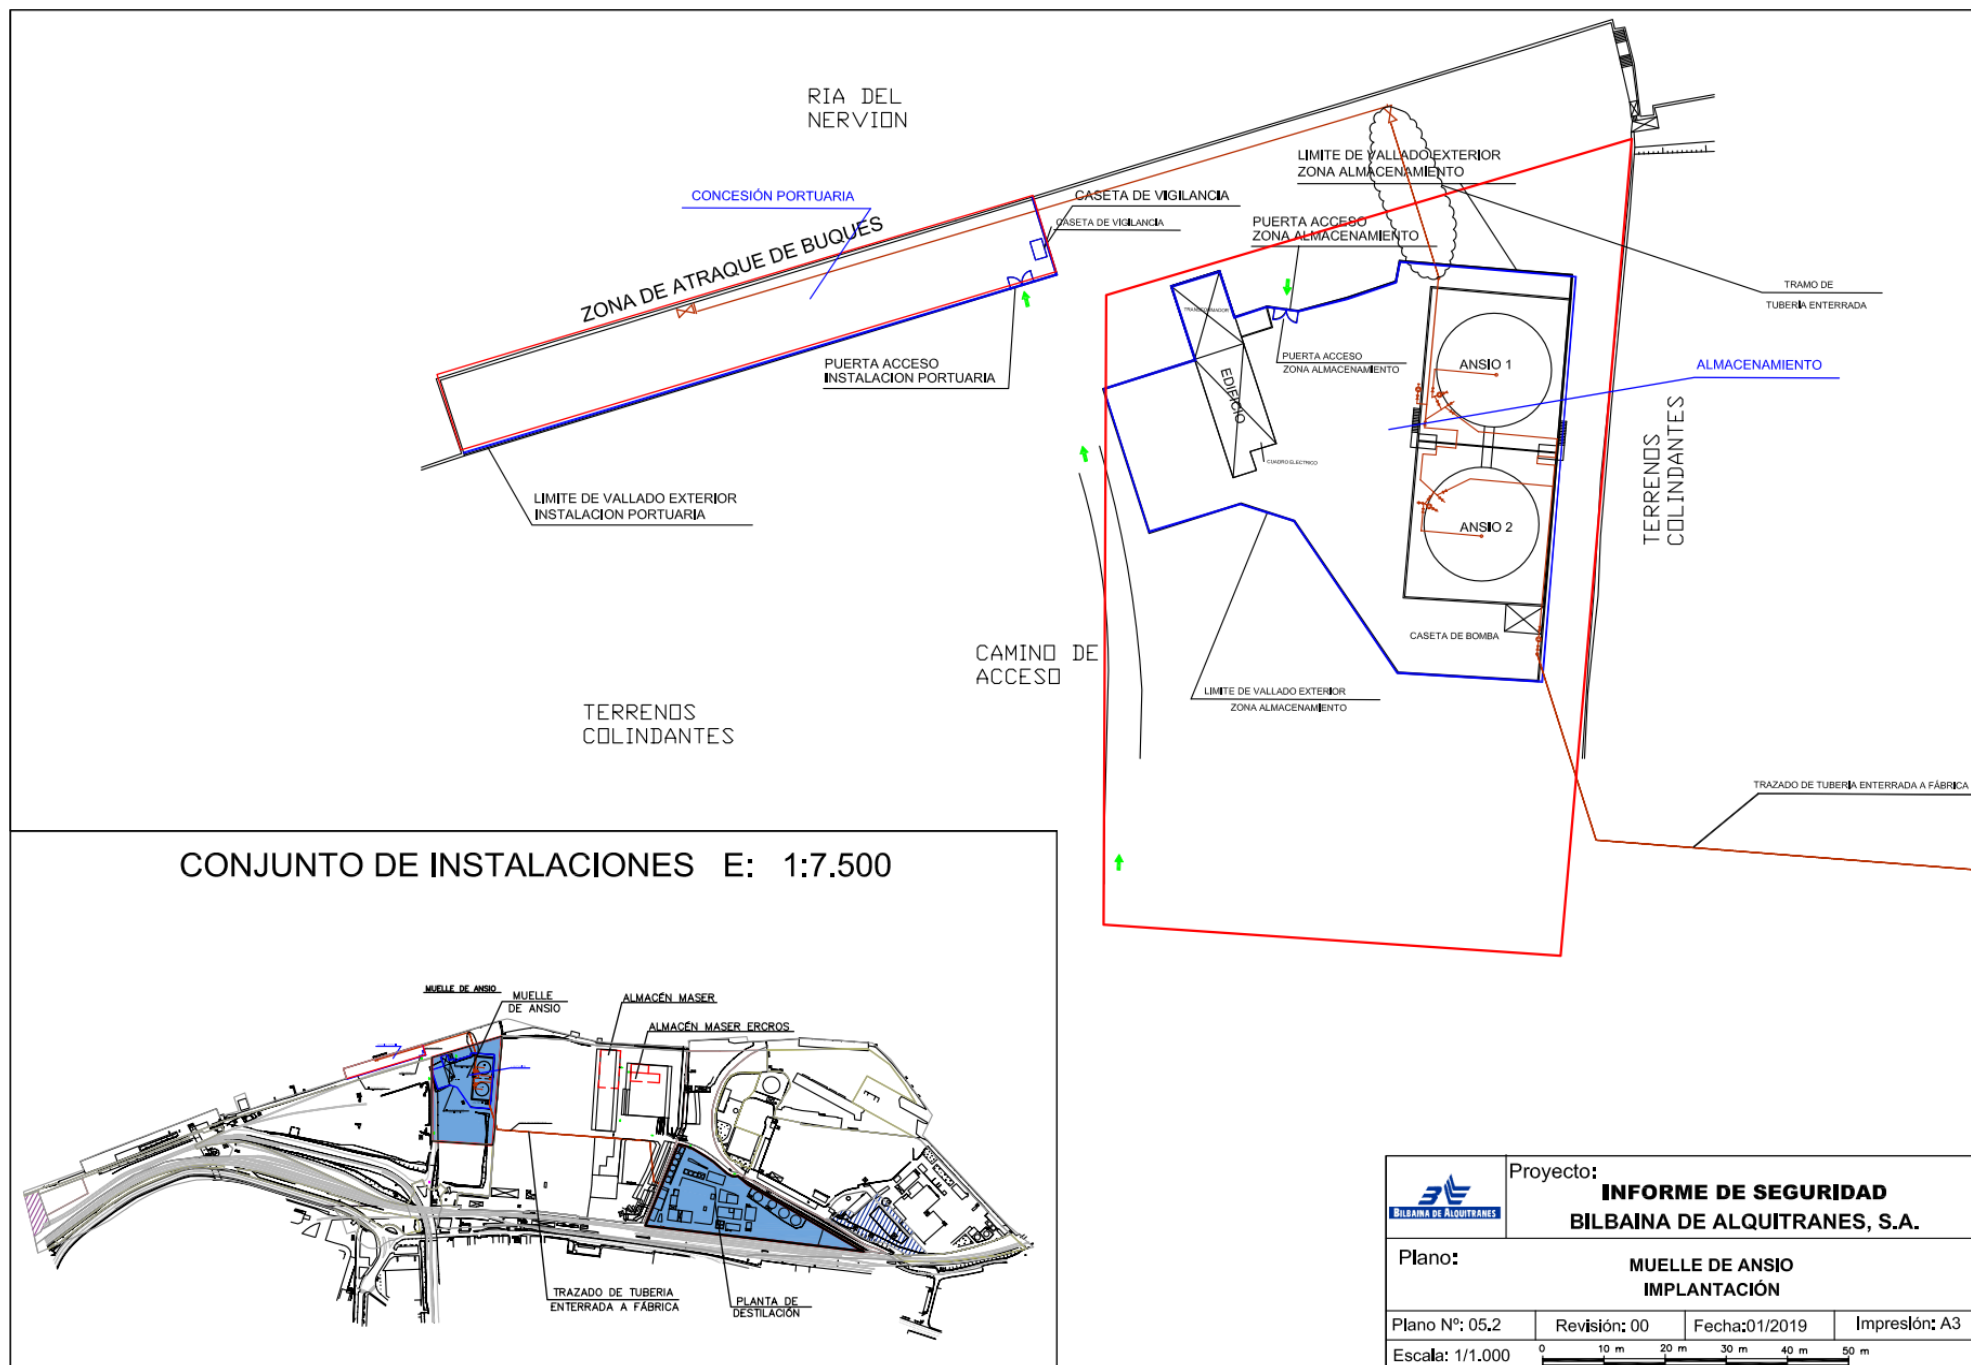 RIA DEL
NERVION
CONCESIÓN PORTUARIA
ZONA DE ATRAQUE DE BUQUES
CASETA DE VIGILANCIA
CASETA DE VIGILANCIA
LIMITE DE VALLADO EXTERIOR
ZONA ALMACENAMIENTO
PUERTA ACCESO
ZONA ALMACENAMIENTO
TRAMO DE
TUBERÍA ENTERRADA
TRANSFORMADOR
EDIFICIO
CUADRO ELECTRICO
PUERTA ACCESO
ZONA ALMACENAMIENTO
ANSIO 1
ALMACENAMIENTO
PUERTA ACCESO
INSTALACION PORTUARIA
LIMITE DE VALLADO EXTERIOR
INSTALACION PORTUARIA
ANSIO 2
TERRENOS
COLINDANTES
CASETA DE BOMBA
CAMINO DE
ACCESO
LIMITE DE VALLADO EXTERIOR
ZONA ALMACENAMIENTO
TERRENOS
COLINDANTES
TRAZADO DE TUBERÍA ENTERRADA A FÁBRICA
CONJUNTO DE INSTALACIONES E: 1:7.500
MUELLE DE ANSIO
MUELLE
DE ANSIO
ALMACÉN MASER
ALMACÉN MASER ERCROS
TRAZADO DE TUBERIA
ENTERRADA A FÁBRICA
PLANTA DE
DESTILACIÓN
BILBAINA DE ALQUITRANES
Proyecto:
INFORME DE SEGURIDAD
BILBAINA DE ALQUITRANES, S.A.
Plano:
MUELLE DE ANSIO
IMPLANTACIÓN
Plano Nº: 05.2
Revisión: 00
Fecha:01/2019
Impresión: A3
Escala: 1/1.000
0 10 m 20 m 30 m 40 m 50 m